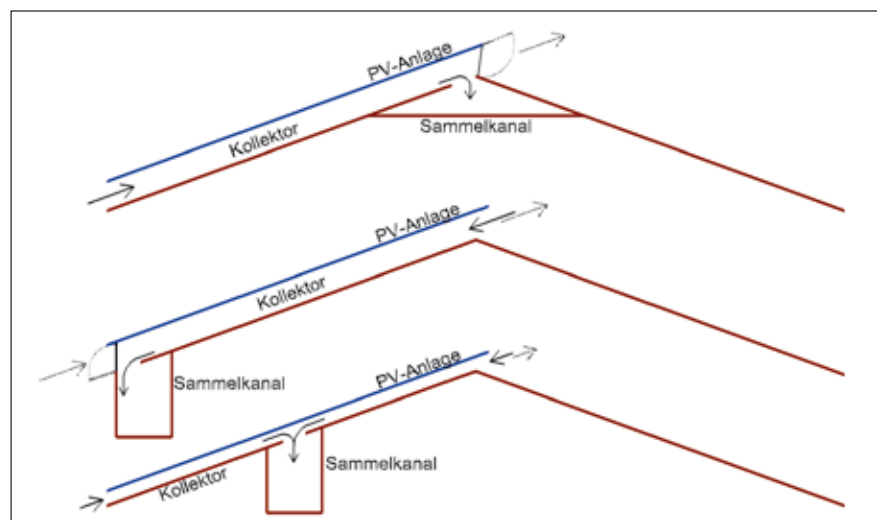 PV-Anlage
Kollektor
Sammelkanal
PV-Anlage
Kollektor
Sammelkanal
PV-Anlage
Kollektor
Sammelkanal